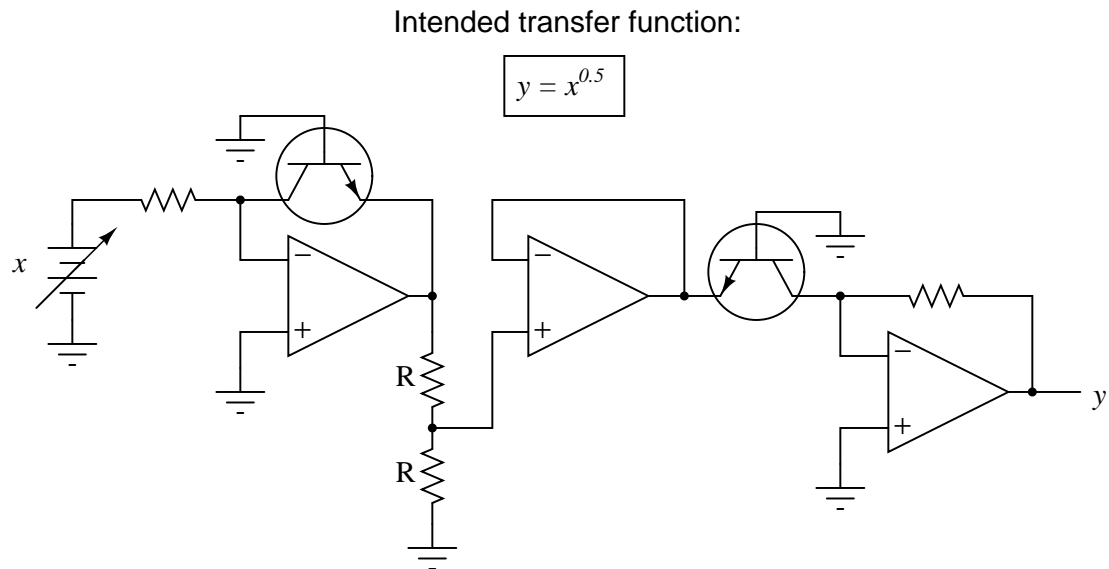 Intended transfer function:
y = x^0.5
x
−
+
R
R
−
+
−
+
y